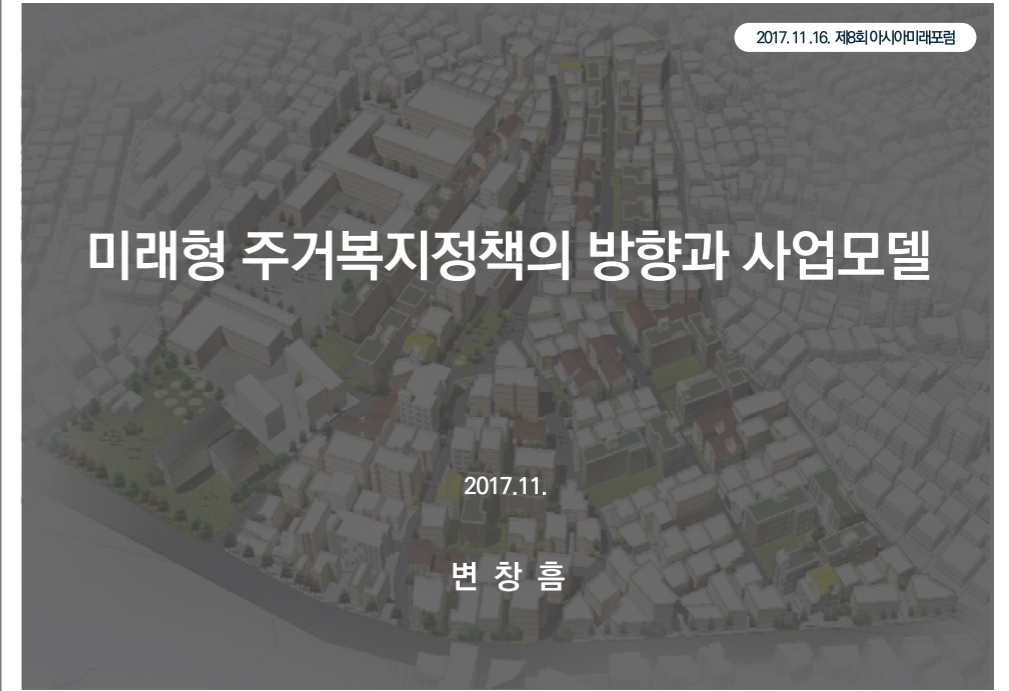 2017. 11 .16. 제8회 아시아미래포럼
미래형 주거복지정책의 방향과 사업모델
2017.11.
변 창 흠